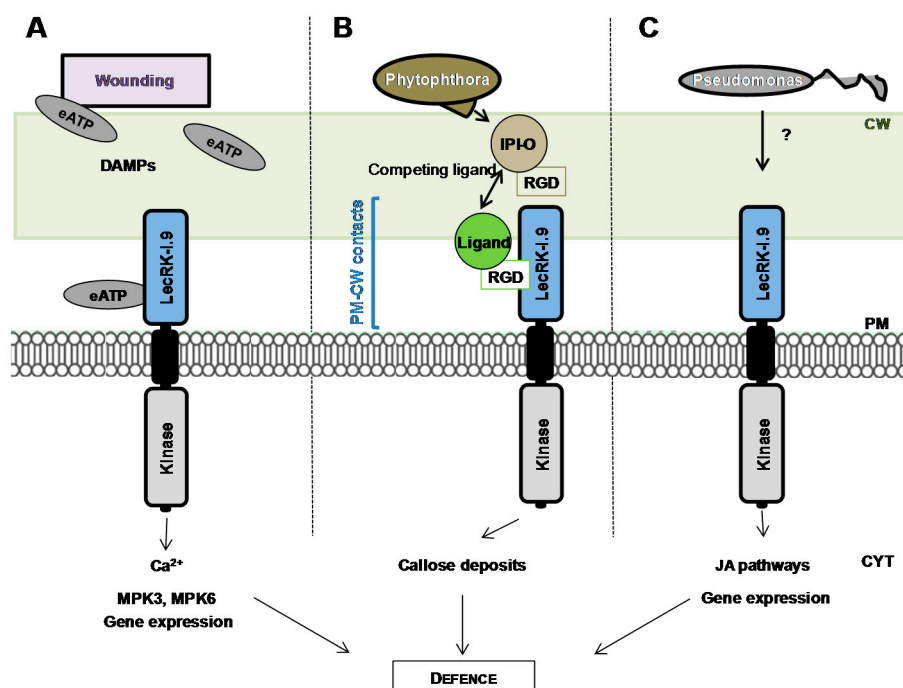 A
Wounding
eATP
eATP
DAMPs
LecRK-I.9
eATP
Kinase
Ca²⁺
MPK3, MPK6
Gene expression
B
Phytophthora
IPI-O
RGD
Competing ligand
PM-CW contacts
Ligand
RGD
LecRK-I.9
Kinase
Callose deposits
C
Pseudomonas
CW
?
LecRK-I.9
PM
Kinase
JA pathways
CYT
Gene expression
DEFENCE